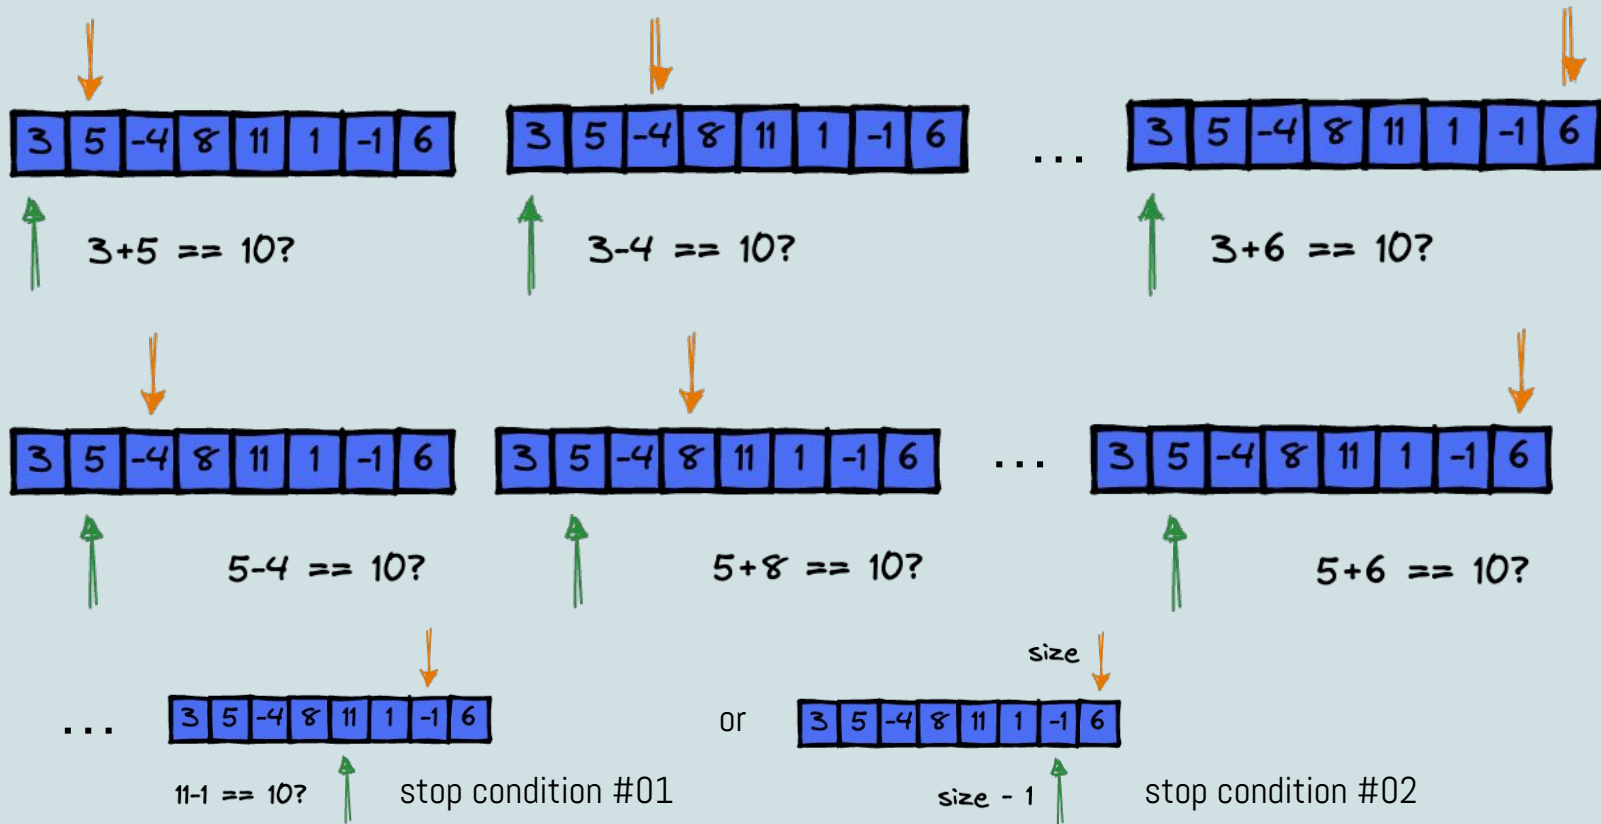 3 5 -4 8 11 1 -1 6
3 5 -4 8 11 1 -1 6
...
3 5 -4 8 11 1 -1 6
3+5 == 10?
3-4 == 10?
3+6 == 10?
3 5 -4 8 11 1 -1 6
3 5 -4 8 11 1 -1 6
...
3 5 -4 8 11 1 -1 6
5-4 == 10?
5+8 == 10?
5+6 == 10?
...
3 5 -4 8 11 1 -1 6
or
size
3 5 -4 8 11 1 -1 6
11-1 == 10?
stop condition #01
size - 1
stop condition #02